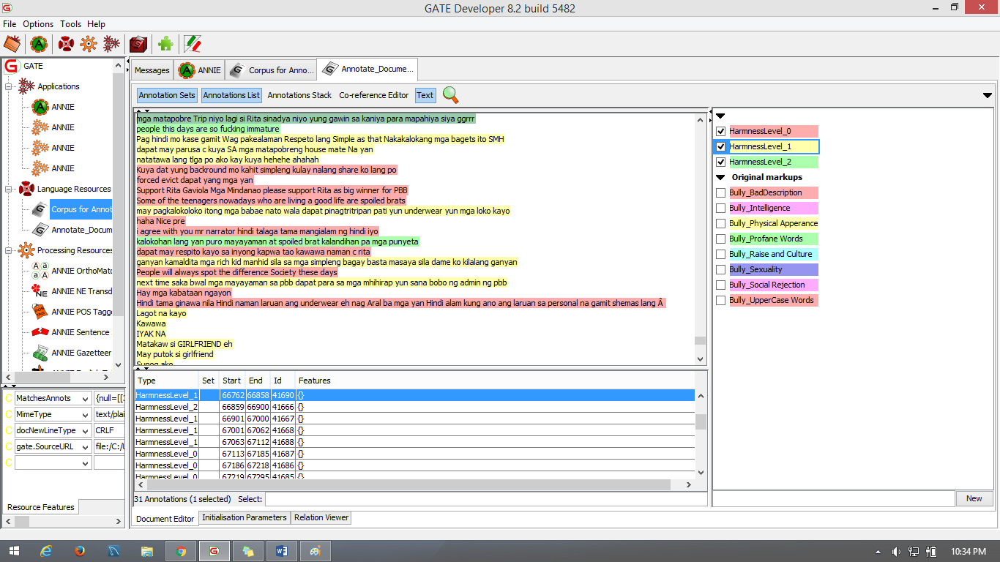 GATE Developer 8.2 build 5482
File Options Tools Help
GATE
Applications
ANNIE
ANNIE
ANNIE
ANNIE
Language Resources
Corpus for Annot
Annotate_Docum
Processing Resources
ANNIE OrthoMatc
ANNIE NE Transd
ANNIE POS Tagge
ANNIE Sentence
ANNIE Gazetteer
MatchesAnnots {null=[[
MimeType text/plai
docNewLineType CRLF
gate.SourceURL file:/C:/U
Resource Features
Messages ANNIE Corpus for Anno... Annotate_Docume...
Annotation Sets Annotations List Annotations Stack Co-reference Editor Text
mga matapobre Trip niyo lagi si Rita sinadya niyo yung gawin sa kaniya para mapahiya siya ggrrr
people this days are so fucking immature
Pag hindi mo kase gamit Wag pakealaman Respeto lang Simple as that Nakakalokang mga bagets ito SMH
dapat may parusa c kuya SA mga matapobreng house mate Na yan
natatawa lang tlga po ako kay kuya hehehe ahahah
Kuya dat yung backround mo kahit simpleng kulay nalang share ko lang po
forced evict dapat yang mga yan
Support Rita Gaviola Mga Mindanao please support Rita as big winner for PBB
Some of the teenagers nowadays who are living a good life are spoiled brats
may pagkalokoloko itong mga babae nato wala dapat pinagtritripan pati yun underwear yun mga loko kayo
haha Nice pre
i agree with you mr narrator hindi talaga tama mangialam ng hindi iyo
kalokohan lang yan puro mayayaman at spoiled brat kalandihan pa mga punyeta
dapat may respito kayo sa inyong kapwa tao kawawa naman c rita
ganyan kamaldita mga rich kid manhid sila sa mga simpleng bagay basta masaya sila dame ko kilalang ganyan
People will always spot the difference Society these days
next time saka bwal mga mayayaman sa pbb dapat para sa mga mhihirap yun sana bobo ng admin ng pbb
Hay mga kabataan ngayon
Hindi tama ginawa nila Hindi naman laruan ang underwear eh nag Aral ba mga yan Hindi alam kung ano ang laruan sa personal na gamit shemas lang Â
Lagot na kayo
Kawawa
IYAK NA
Matakaw si GIRLFRIEND eh
May putok si girlfriend
Sunog ako
Type Set Start End Id Features
HarmnessLevel_1 66762 66858 41690 {}
HarmnessLevel_2 66859 66900 41666 {}
HarmnessLevel_1 66901 67000 41667 {}
HarmnessLevel_1 67001 67062 41668 {}
HarmnessLevel_1 67063 67112 41688 {}
HarmnessLevel_0 67113 67185 41687 {}
HarmnessLevel_0 67186 67218 41686 {}
HarmnessLevel_0 67219 67295 41685 {}
31 Annotations (1 selected) Select:
Document Editor Initialisation Parameters Relation Viewer
HarmnessLevel_0
HarmnessLevel_1
HarmnessLevel_2
Original markups
Bully_BadDescription
Bully_Intelligence
Bully_Physical Apperance
Bully_Profane Words
Bully_Raise and Culture
Bully_Sexuality
Bully_Social Rejection
Bully_UpperCase Words
New
10:34 PM